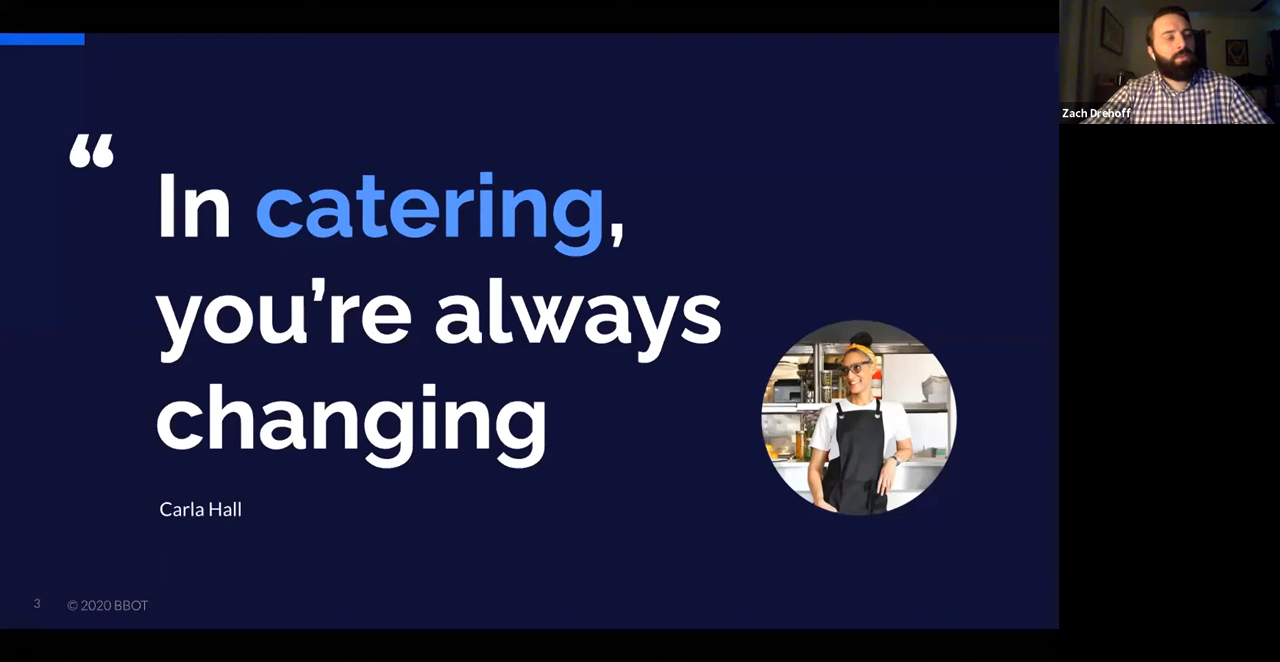 “
In catering,
you’re always
changing
Carla Hall
3 © 2020 BBOT
Zach Drehoff